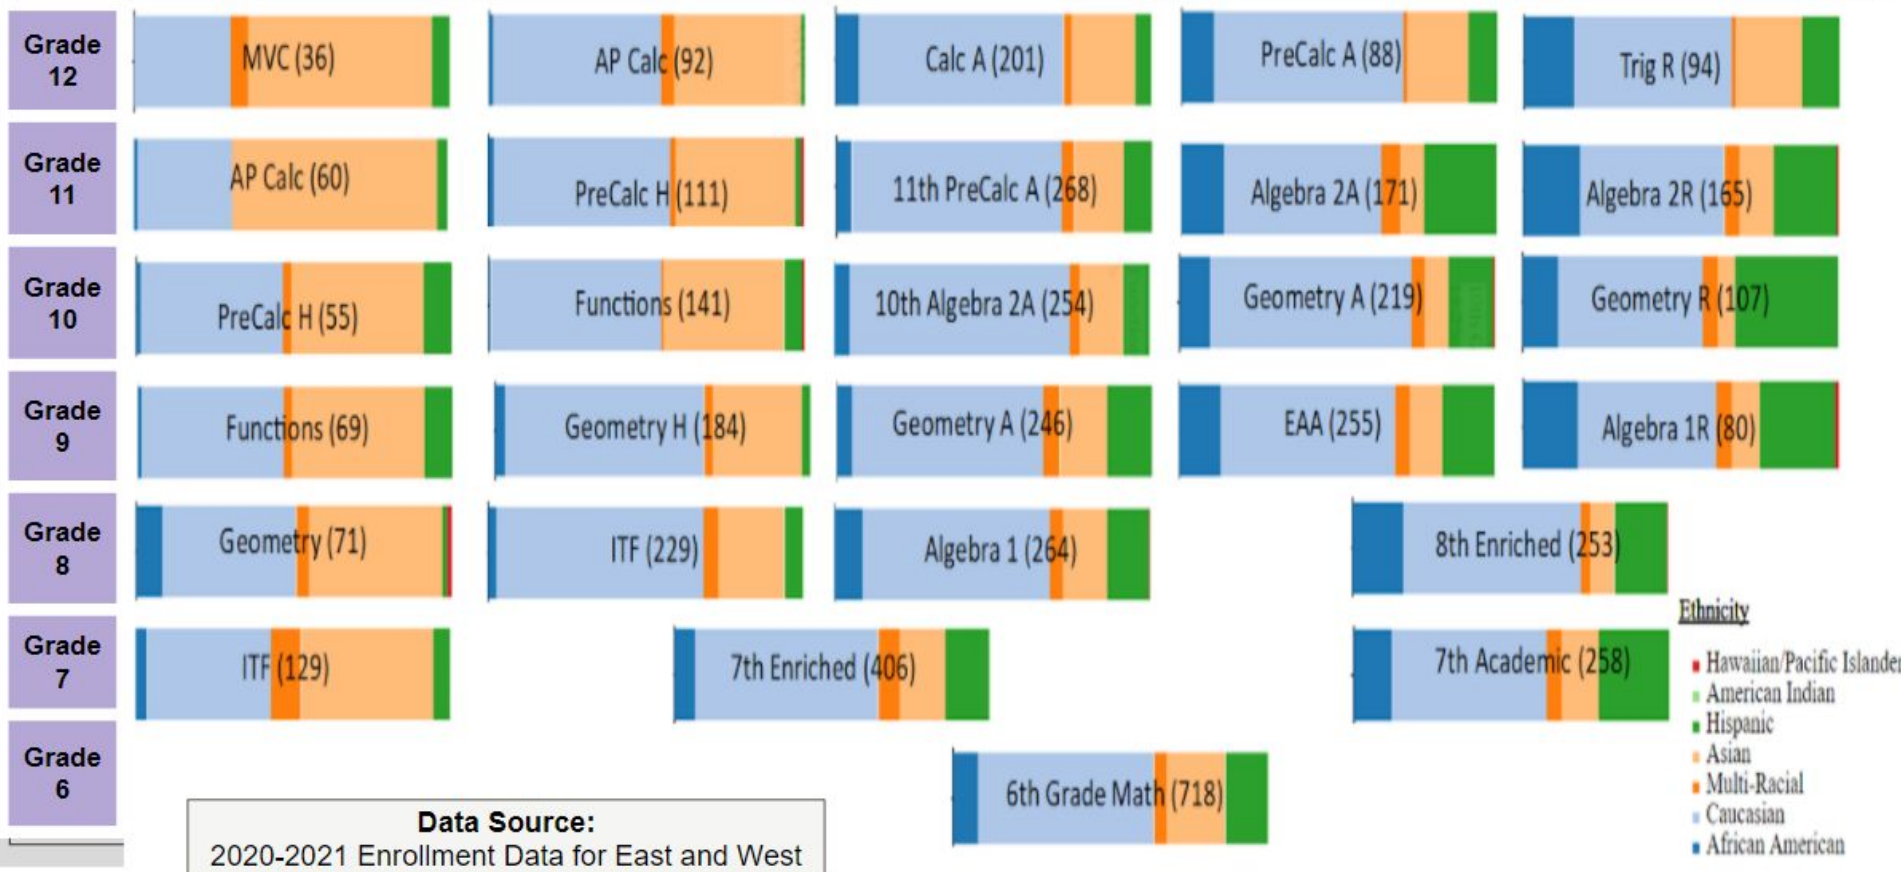 Grade
12
MVC (36)
AP Calc (92)
Calc A (201)
PreCalc A (88)
Trig R (94)
Grade
11
AP Calc (60)
PreCalc H (111)
11th PreCalc A (268)
Algebra 2A (171)
Algebra 2R (165)
Grade
10
PreCalc H (55)
Functions (141)
10th Algebra 2A (254)
Geometry A (219)
Geometry R (107)
Grade
9
Functions (69)
Geometry H (184)
Geometry A (246)
EAA (255)
Algebra 1R (80)
Grade
8
Geometry (71)
ITF (229)
Algebra 1 (264)
8th Enriched (253)
Grade
7
ITF (129)
7th Enriched (406)
7th Academic (258)
Grade
6
6th Grade Math (718)
Ethnicity
Hawaiian/Pacific Islander
American Indian
Hispanic
Asian
Multi-Racial
Caucasian
African American
Data Source:
2020-2021 Enrollment Data for East and West